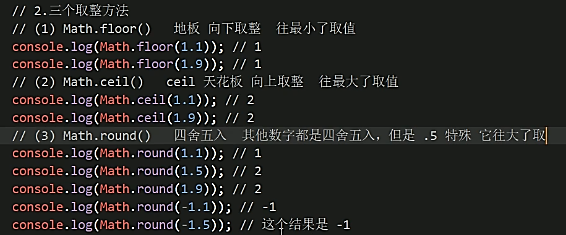 // 2.三个取整方法
// (1) Math.floor()   地板 向下取整  往最小了取值
console.log(Math.floor(1.1)); // 1
console.log(Math.floor(1.9)); // 1
// (2) Math.ceil()   ceil 天花板 向上取整  往最大了取值
console.log(Math.ceil(1.1)); // 2
console.log(Math.ceil(1.9)); // 2
// (3) Math.round()   四舍五入  其他数字都是四舍五入，但是 .5 特殊 它往大了取
console.log(Math.round(1.1)); // 1
console.log(Math.round(1.5)); // 2
console.log(Math.round(1.9)); // 2
console.log(Math.round(-1.1)); // -1
console.log(Math.round(-1.5)); // 这个结果是 -1